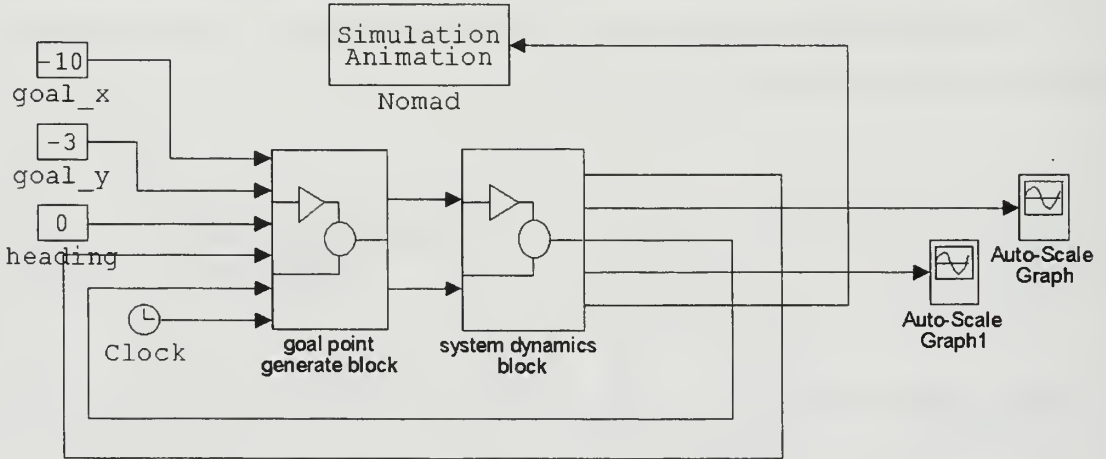 Simulation
Animation
Nomad
-10
goal_x
-3
goal_y
0
heading
Clock
goal point
generate block
system dynamics
block
Auto-Scale
Graph
Auto-Scale
Graph1